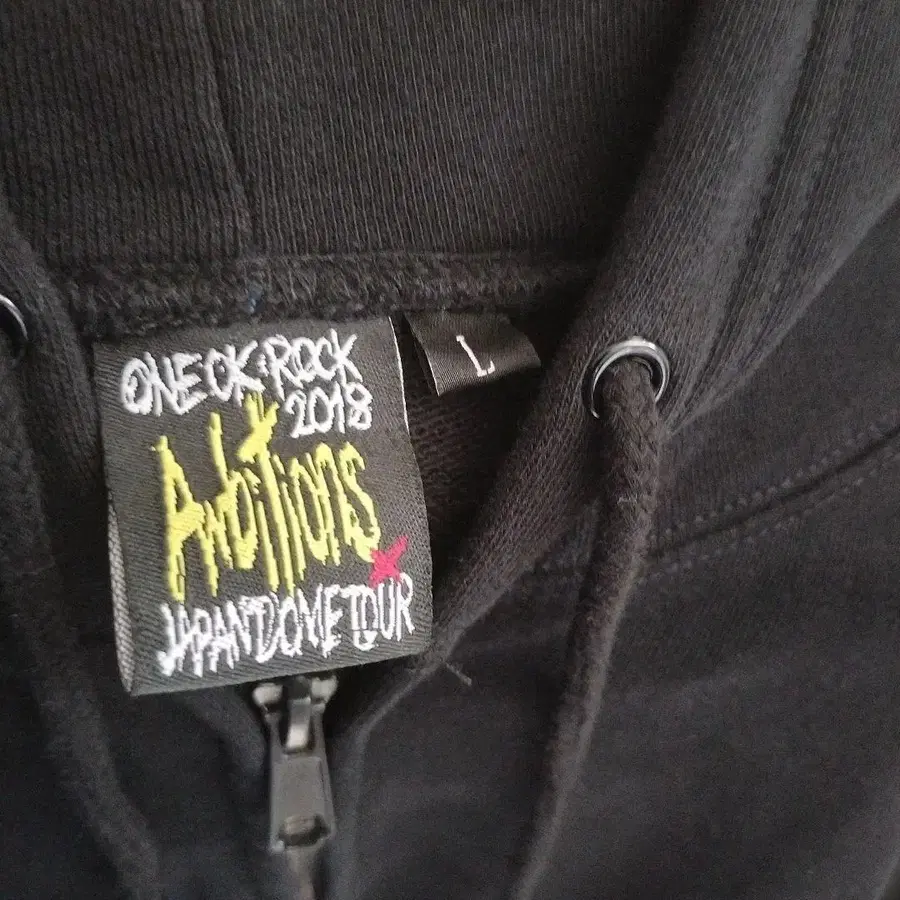 ONE OK ROCK
2018
Ambitions
JAPAN DOME TOUR
L